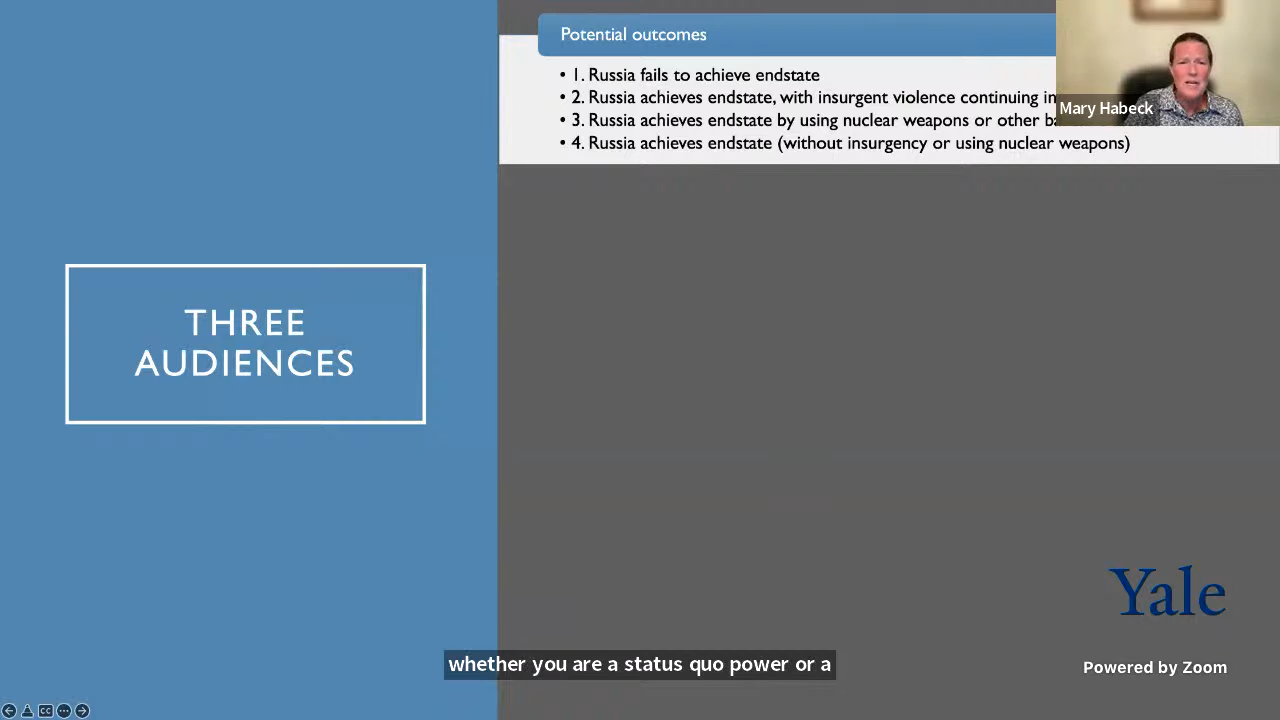 Potential outcomes
• 1. Russia fails to achieve endstate
• 2. Russia achieves endstate, with insurgent violence continuing
• 3. Russia achieves endstate by using nuclear weapons or other
• 4. Russia achieves endstate (without insurgency or using nuclear weapons)
Mary Habeck
THREE
AUDIENCES
Yale
whether you are a status quo power or a
Powered by Zoom
CC